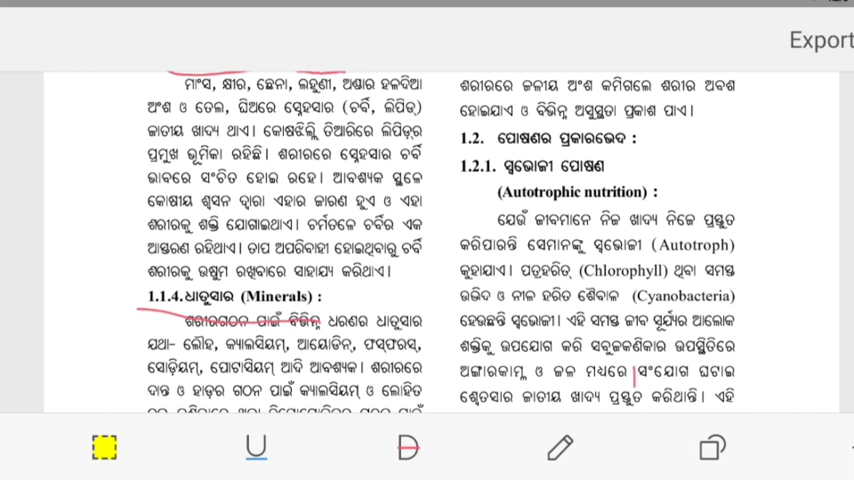 Export
ମାଂସ, କ୍ଷୀର, ଛେନା, ଲହୁଣୀ, ଅଣ୍ଡାର ହଳଦିଆ
ଅଂଶ ଓ ତେଲ, ଘିଅରେ ସ୍ନେହସାର (ଚର୍ବି, ଲିପିଡ୍)
ଜାତୀୟ ଖାଦ୍ୟ ଥାଏ। କୋଷଝିଲ୍ଲି ତିଆରିରେ ଲିପିଡ୍‌ର
ପ୍ରମୁଖ ଭୂମିକା ରହିଛି। ଶରୀରରେ ସ୍ନେହସାର ଚର୍ବି
ଭାବରେ ସଂଚିତ ହୋଇ ରହେ। ଆବଶ୍ୟକ ସ୍ଥଳେ
କୋଷୀୟ ଶ୍ୱସନ ଦ୍ୱାରା ଏହାର ଜାରଣ ହୁଏ ଓ ଏହା
ଶରୀରକୁ ଶକ୍ତି ଯୋଗାଇଥାଏ। ଚର୍ମତଳେ ଚର୍ବିର ଏକ
ଆସ୍ତରଣ ରହିଥାଏ। ତାପ ଅପରିବାହୀ ହୋଇଥିବାରୁ ଚର୍ବି
ଶରୀରକୁ ଉଷୁମ ରଖିବାରେ ସାହାଯ୍ୟ କରିଥାଏ।
1.1.4. ଧାତୁସାର (Minerals) :
ଶରୀରଗଠନ ପାଇଁ ବିଭିନ୍ନ ଧରଣର ଧାତୁସାର
ଯଥା- ଲୌହ, କ୍ୟାଲସିୟମ୍, ଆୟୋଡିନ୍, ଫସ୍‌ଫରସ୍,
ସୋଡ଼ିୟମ୍, ପୋଟାସିୟମ୍ ଆଦି ଆବଶ୍ୟକ। ଶରୀରରେ
ଦାନ୍ତ ଓ ହାଡ଼ର ଗଠନ ପାଇଁ କ୍ୟାଲସିୟମ୍ ଓ ଲୋହିତ
ଶରୀରରେ ଜଳୀୟ ଅଂଶ କମିଗଲେ ଶରୀର ଅବଶ
ହୋଇଯାଏ ଓ ବିଭିନ୍ନ ଅସୁସ୍ଥତା ପ୍ରକାଶ ପାଏ।
1.2. ପୋଷଣର ପ୍ରକାରଭେଦ :
1.2.1. ସ୍ୱଭୋଜୀ ପୋଷଣ
(Autotrophic nutrition) :
ଯେଉଁ ଜୀବମାନେ ନିଜ ଖାଦ୍ୟ ନିଜେ ପ୍ରସ୍ତୁତ
କରିପାରନ୍ତି ସେମାନଙ୍କୁ ସ୍ୱଭୋଜୀ (Autotroph)
କୁହାଯାଏ। ପତ୍ରହରିତ୍ (Chlorophyll) ଥିବା ସମସ୍ତ
ଉଦ୍ଭିଦ ଓ ନୀଳ ହରିତ ଶୈବାଳ (Cyanobacteria)
ହେଉଛନ୍ତି ସ୍ୱଭୋଜୀ। ଏହି ସମସ୍ତ ଜୀବ ସୂର୍ଯ୍ୟର ଆଲୋକ
ଶକ୍ତିକୁ ଉପଯୋଗ କରି ସବୁଜକଣିକାର ଉପସ୍ଥିତିରେ
ଅଙ୍ଗାରକାମ୍ଳ ଓ ଜଳ ମଧ୍ୟରେ ସଂଯୋଗ ଘଟାଇ
ଶ୍ୱେତସାର ଜାତୀୟ ଖାଦ୍ୟ ପ୍ରସ୍ତୁତ କରିଥାନ୍ତି। ଏହି